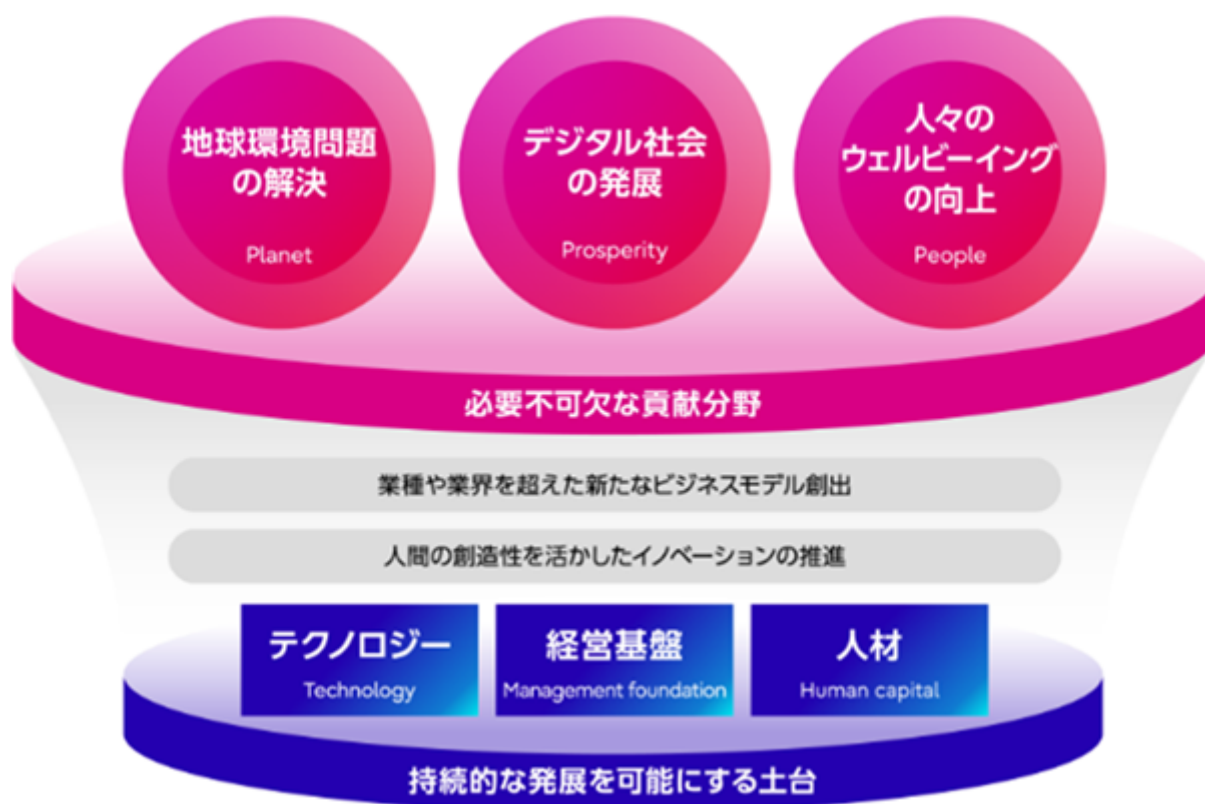 地球環境問題
の解決
Planet
デジタル社会
の発展
Prosperity
人々の
ウェルビーイング
の向上
People
必要不可欠な貢献分野
業種や業界を超えた新たなビジネスモデル創出
人間の創造性を活かしたイノベーションの推進
テクノロジー
Technology
経営基盤
Management foundation
人材
Human capital
持続的な発展を可能にする土台